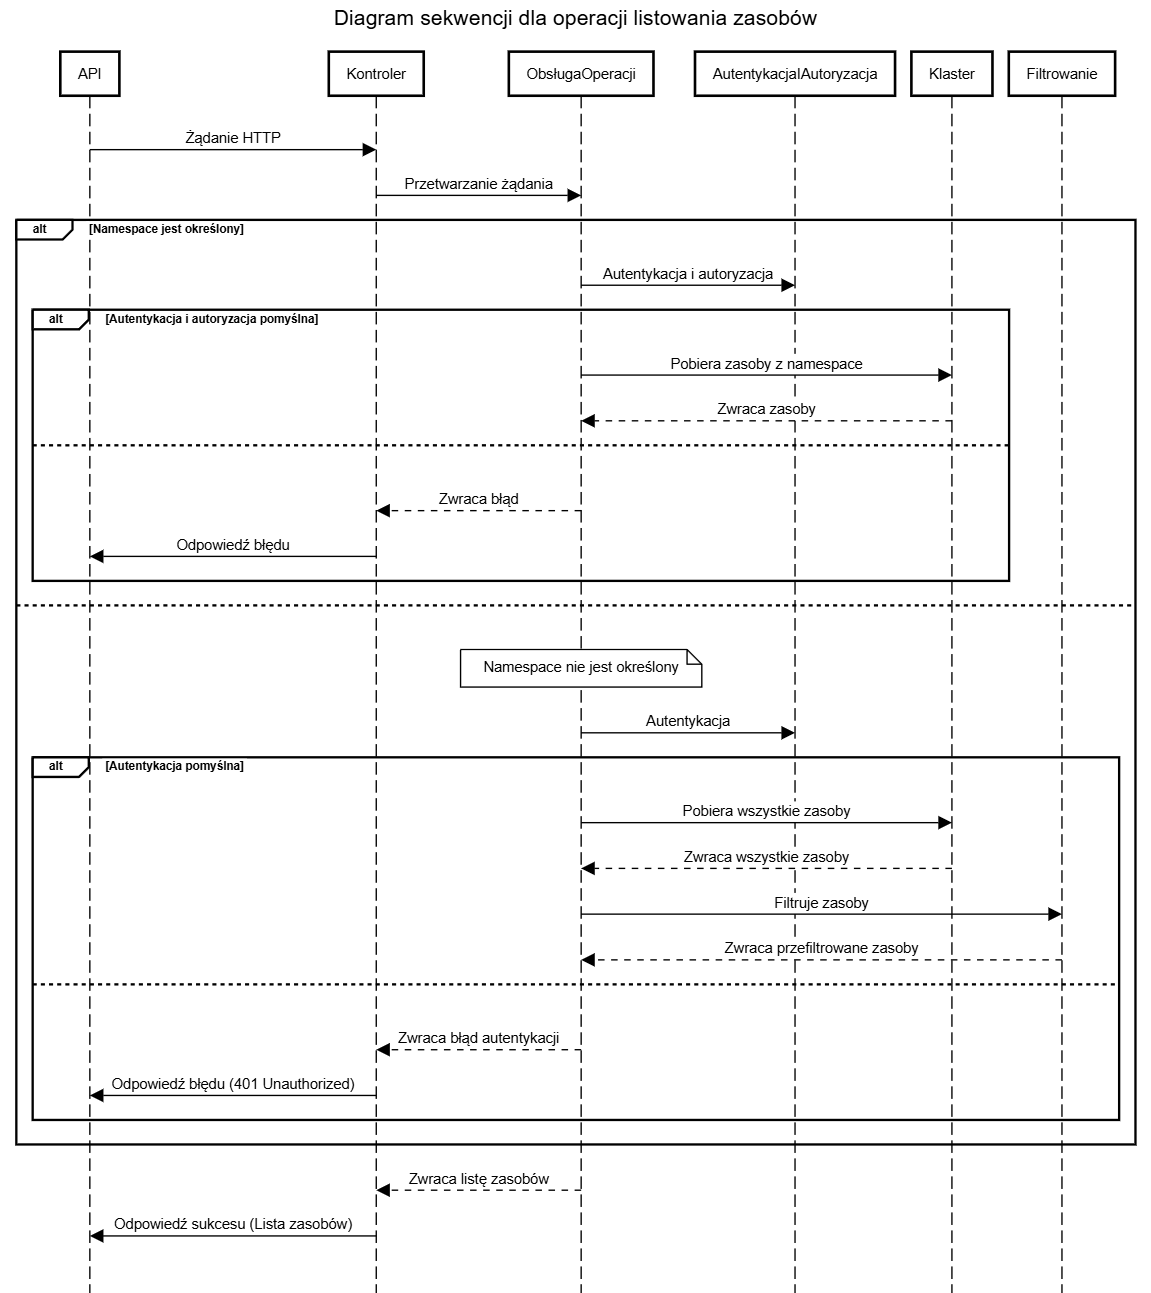 Diagram sekwencji dla operacji listowania zasobów
API
Kontroler
ObsługaOperacji
AutentykacjaIAutoryzacja
Klaster
Filtrowanie
Żądanie HTTP
Przetwarzanie żądania
alt
[Namespace jest określony]
Autentykacja i autoryzacja
alt
[Autentykacja i autoryzacja pomyślna]
Pobiera zasoby z namespace
Zwraca zasoby
Zwraca błąd
Odpowiedź błędu
Namespace nie jest określony
Autentykacja
alt
[Autentykacja pomyślna]
Pobiera wszystkie zasoby
Zwraca wszystkie zasoby
Filtruje zasoby
Zwraca przefiltrowane zasoby
Zwraca błąd autentykacji
Odpowiedź błędu (401 Unauthorized)
Zwraca listę zasobów
Odpowiedź sukcesu (Lista zasobów)